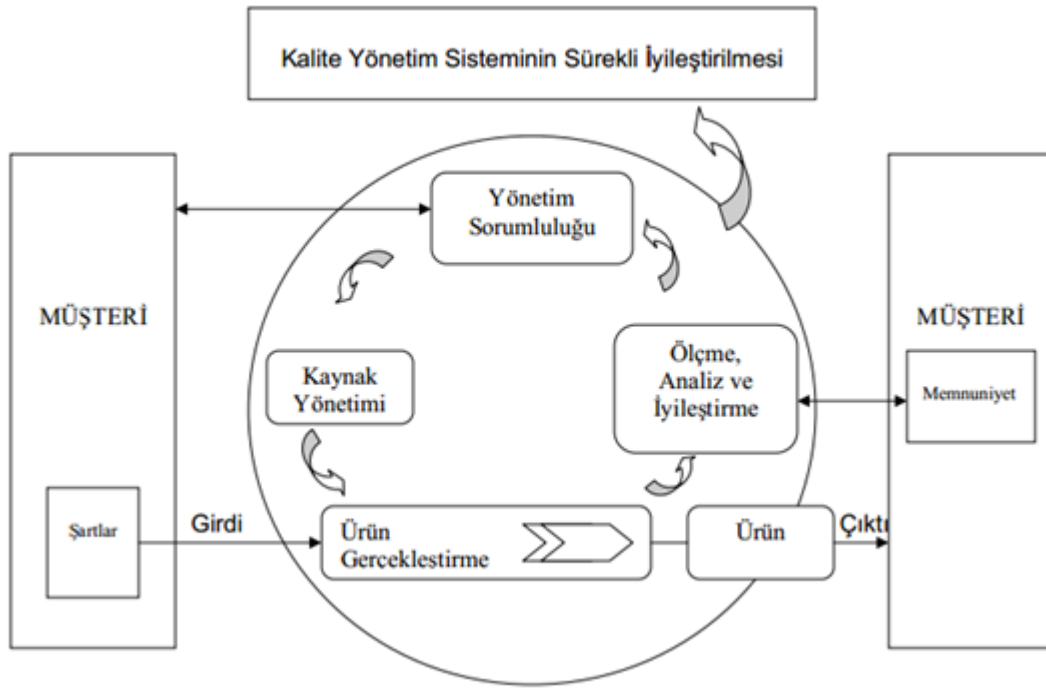 Kalite Yönetim Sisteminin Sürekli İyileştirilmesi
Yönetim
Sorumluluğu
MÜŞTERİ
MÜŞTERİ
Kaynak
Yönetimi
Ölçme,
Analiz ve
İyileştirme
Memnuniyet
Şartlar
Girdi
Ürün
Gercekleştirme
Ürün
Çıktı